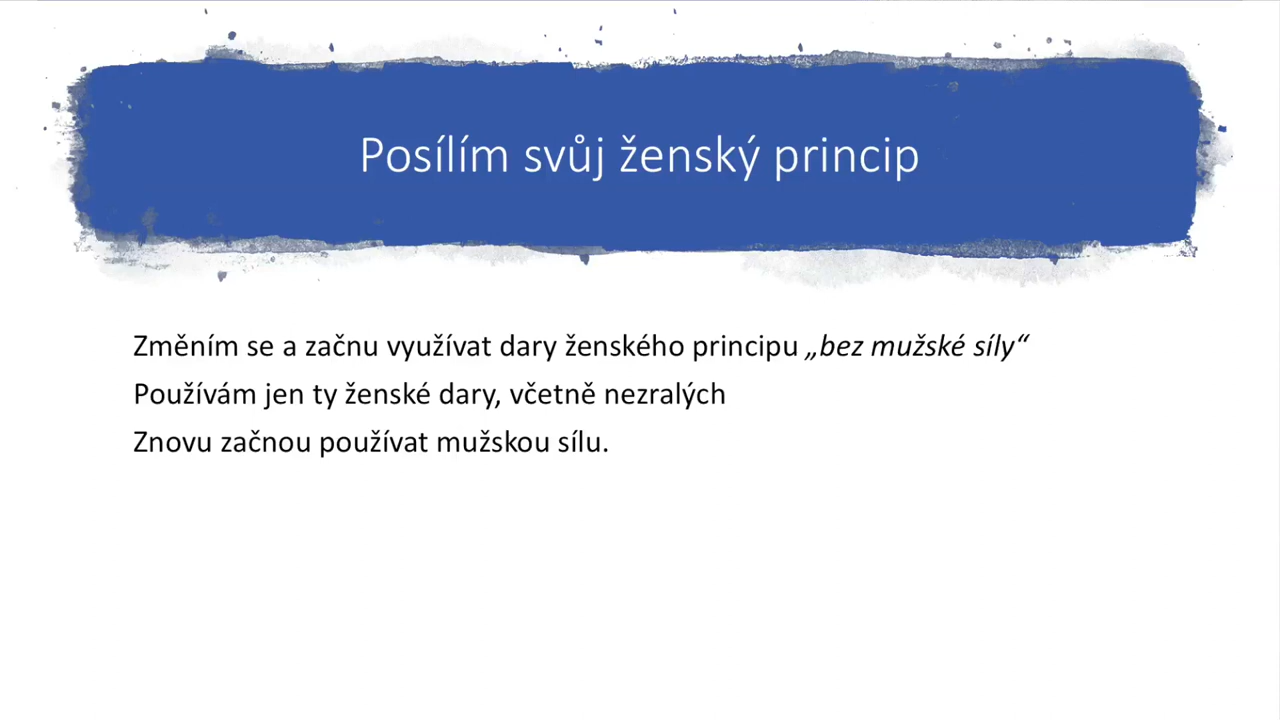 Posílím svůj ženský princip
Změním se a začnu využívat dary ženského principu „bez mužské síly“
Používám jen ty ženské dary, včetně nezralých
Znovu začnou používat mužskou sílu.